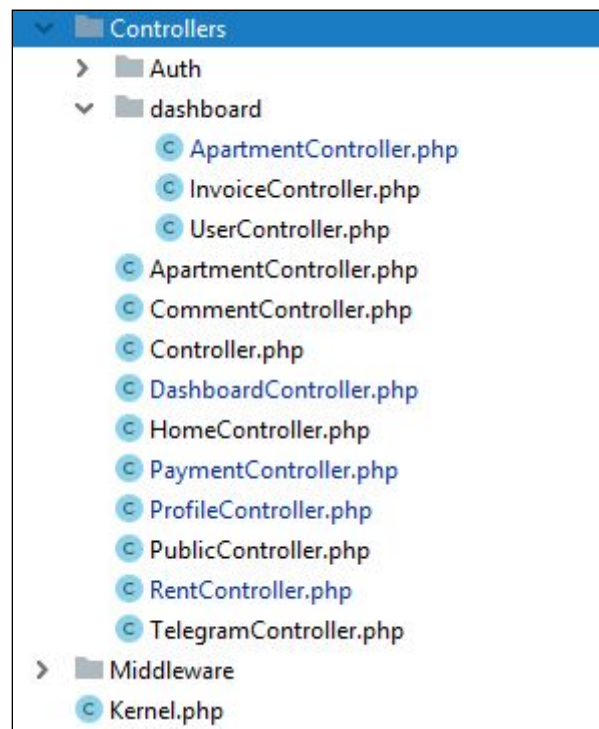 Controllers
Auth
dashboard
C ApartmentController.php
C InvoiceController.php
C UserController.php
C ApartmentController.php
C CommentController.php
C Controller.php
C DashboardController.php
C HomeController.php
C PaymentController.php
C ProfileController.php
C PublicController.php
C RentController.php
C TelegramController.php
Middleware
C Kernel.php